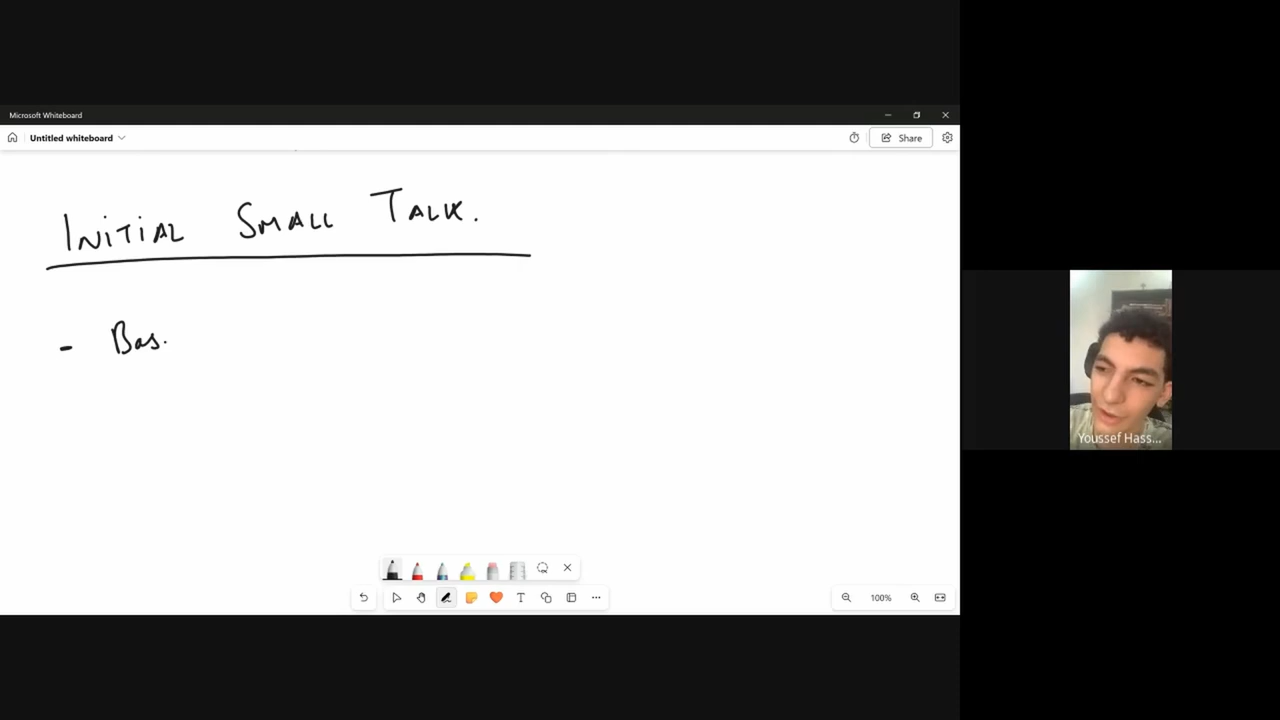 Microsoft Whiteboard
Untitled whiteboard
Share
INITIAL SMALL TALK.
- Bas.
Youssef Hass...
100%